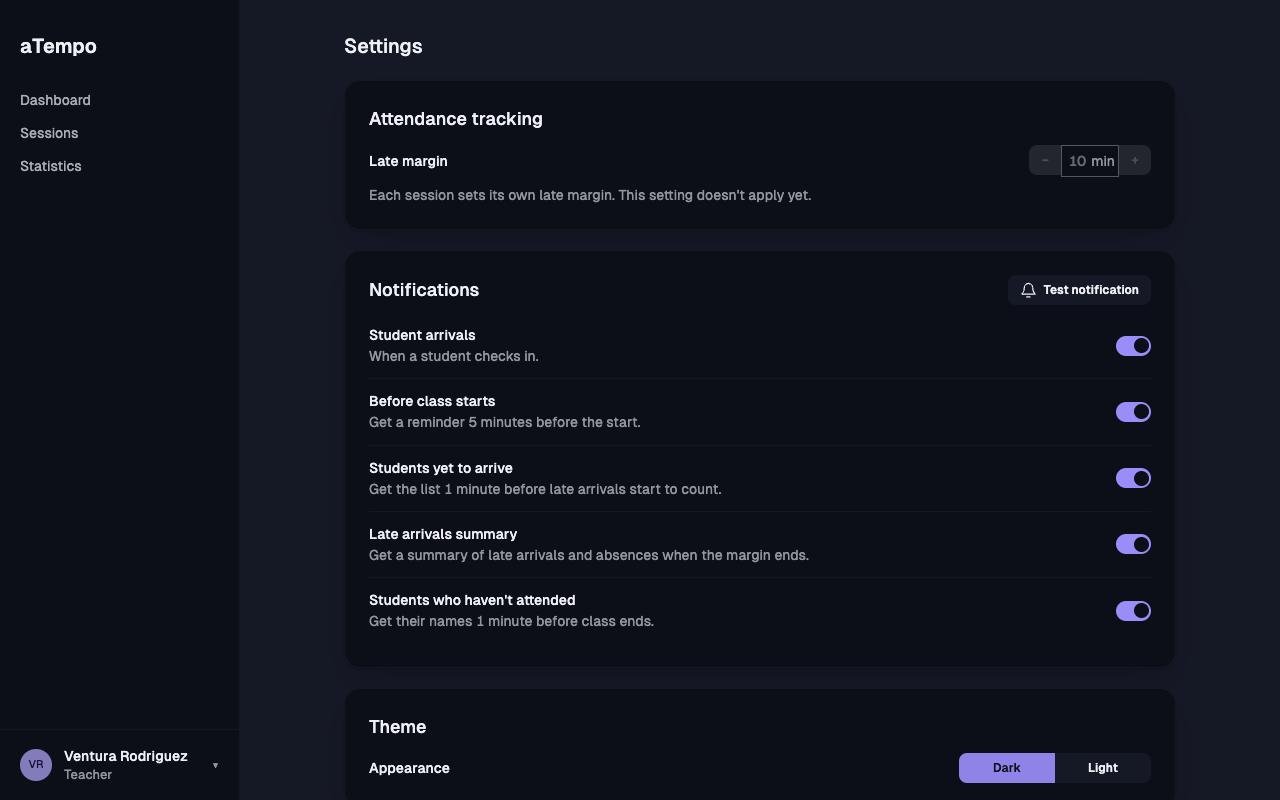 aTempo
Dashboard
Sessions
Statistics
Settings
Attendance tracking
Late margin
− 10 min +
Each session sets its own late margin. This setting doesn't apply yet.
Notifications
Test notification
Student arrivals
When a student checks in.
Before class starts
Get a reminder 5 minutes before the start.
Students yet to arrive
Get the list 1 minute before late arrivals start to count.
Late arrivals summary
Get a summary of late arrivals and absences when the margin ends.
Students who haven't attended
Get their names 1 minute before class ends.
Theme
Appearance
Dark Light
VR
Ventura Rodriguez
Teacher